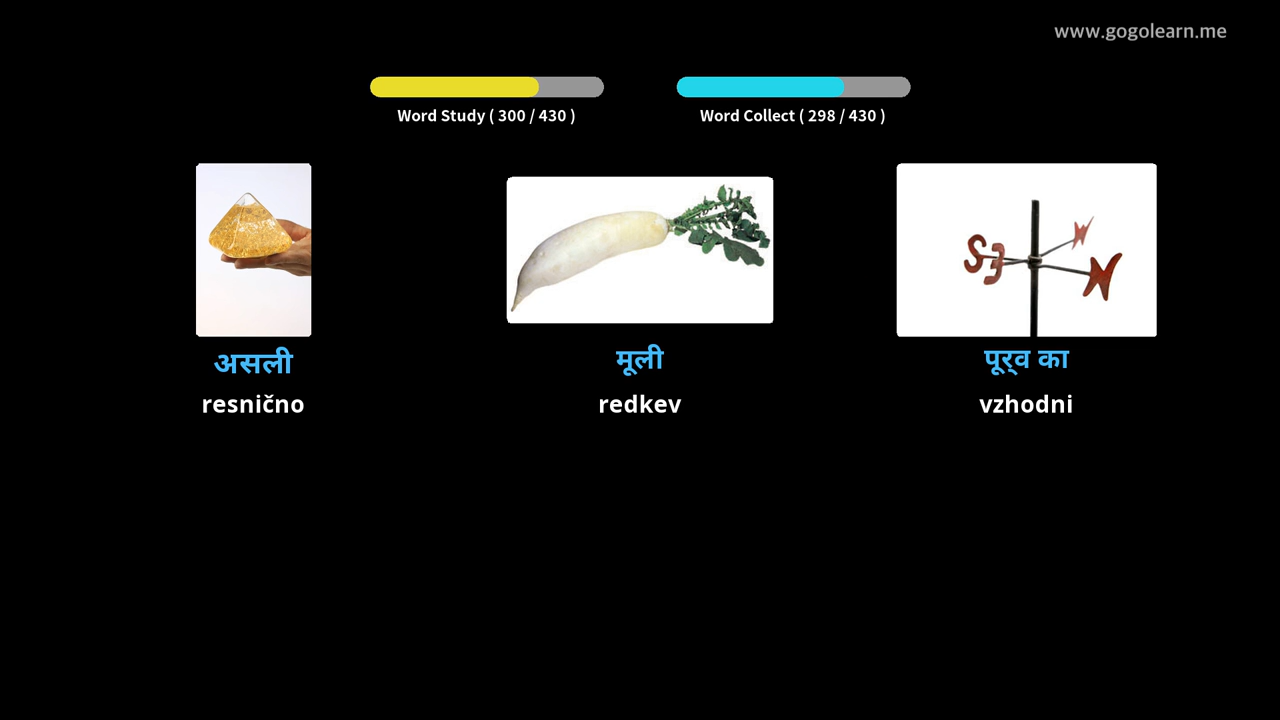 www.gogolearn.me
Word Study ( 300 / 430 )
Word Collect ( 298 / 430 )
S
E
N
असली
मूली
पूर्व का
resnično
redkev
vzhodni